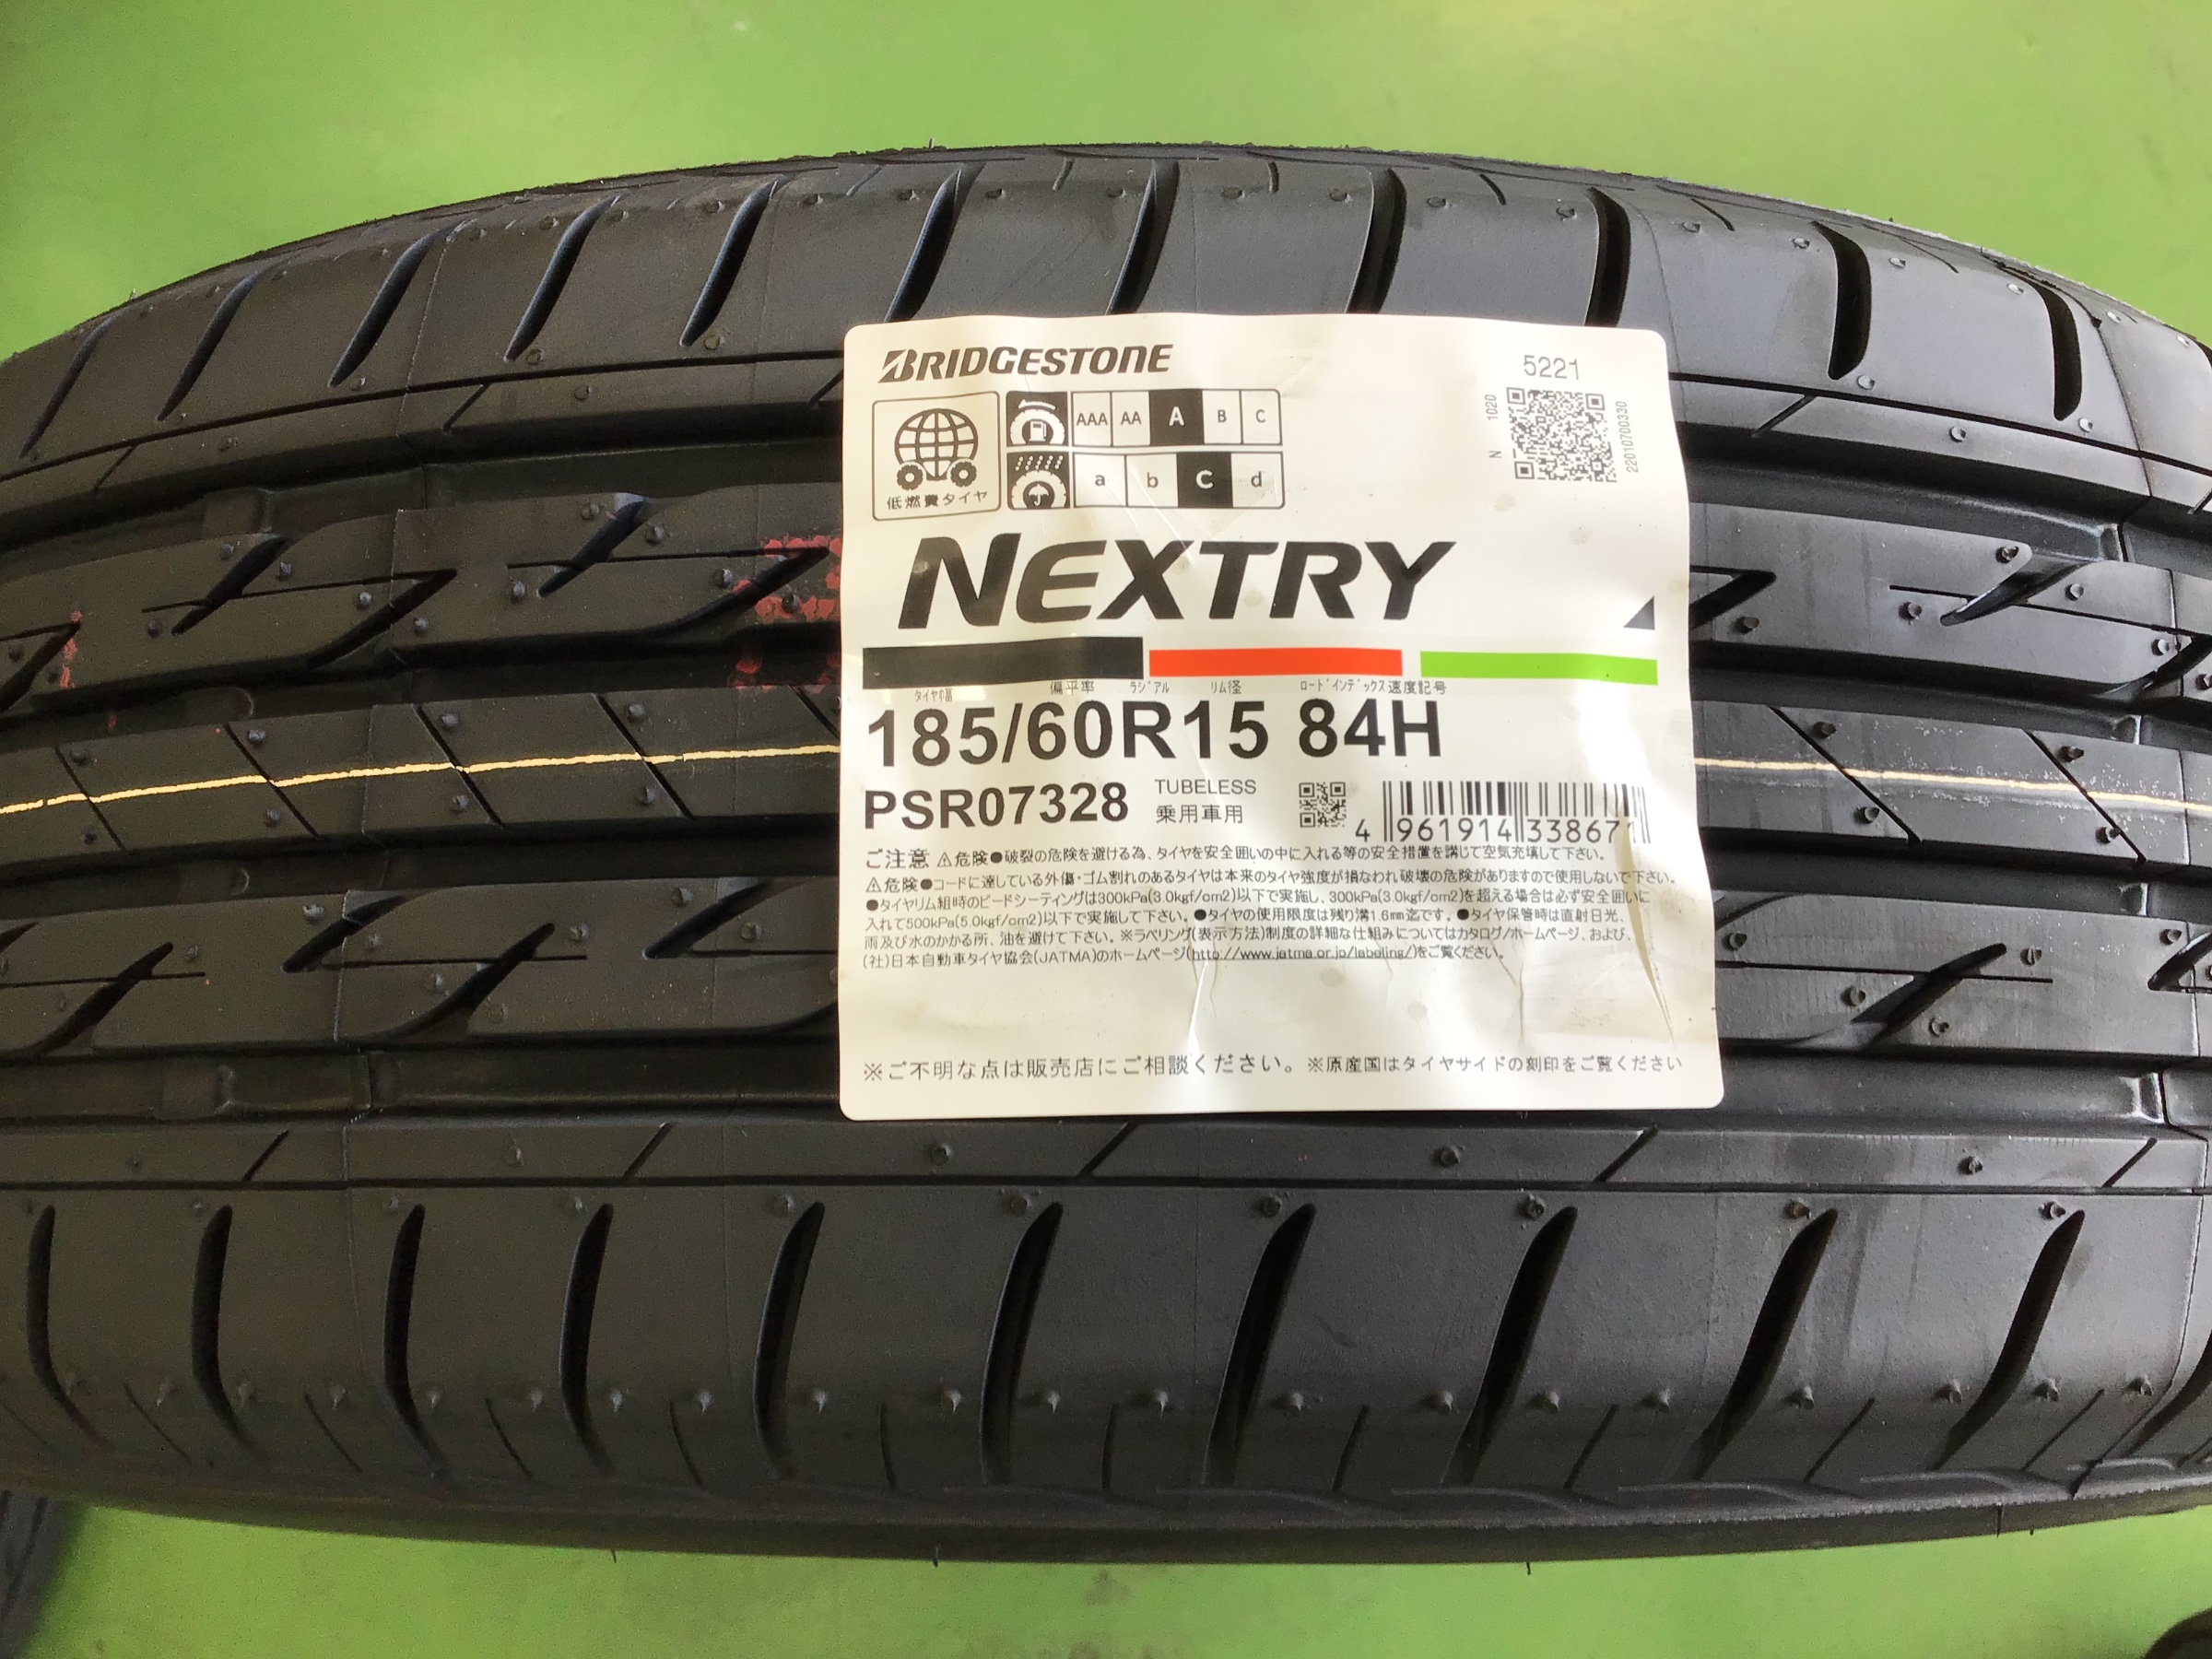 BRIDGESTONE
5221
N 1020
22010700330
低燃費タイヤ
AAA AA A B C
a b c d
NEXTRY
タイヤ巾 偏平率 ラジアル リム径 ロードインデックス 速度記号
185/60R15 84H
PSR07328 TUBELESS
乗用車用
4 961914 338671
ご注意 ⚠危険●破裂の危険を避ける為、タイヤを安全囲いの中に入れる等の安全措置を講じて空気充填して下さい。
⚠危険●コードに達している外傷・ゴム割れのあるタイヤは本来のタイヤ強度が損なわれ破壊の危険がありますので使用しないで下さい。
●タイヤリム組時のビードシーティングは300kPa(3.0kgf/cm2)以下で実施し、300kPa(3.0kgf/cm2)を超える場合は必ず安全囲いに
入れて500kPa(5.0kgf/cm2)以下で実施して下さい。●タイヤの使用限度は残り溝1.6mm迄です。●タイヤ保管時は直射日光、
雨及び水のかかる所、油を避けて下さい。※ラベリング(表示方法)制度の詳細な仕組みについてはカタログ/ホームページ、および、
(社)日本自動車タイヤ協会(JATMA)のホームページ(http://www.jatma.or.jp/labeling/)をご覧ください。
※ご不明な点は販売店にご相談ください。※原産国はタイヤサイドの刻印をご覧ください